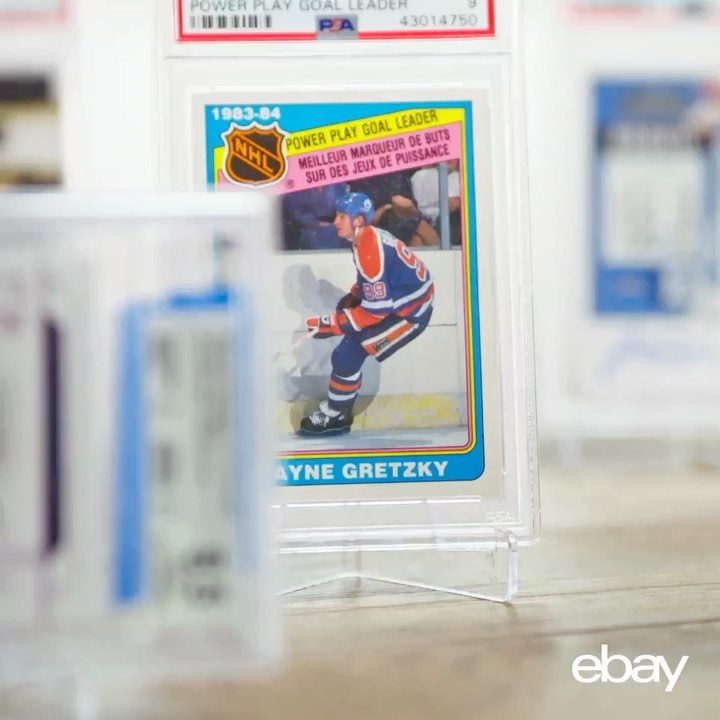 POWER PLAY GOAL LEADER 9
PSA 43014750
1983-84
NHL
POWER PLAY GOAL LEADER
MEILLEUR MARQUEUR DE BUTS
SUR DES JEUX DE PUISSANCE
®
99
99
AYNE GRETZKY
ebay